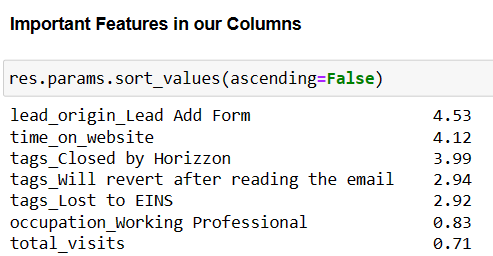 Important Features in our Columns
res.params.sort_values(ascending=False)
lead_origin_Lead Add Form 4.53
time_on_website 4.12
tags_Closed by Horizzon 3.99
tags_Will revert after reading the email 2.94
tags_Lost to EINS 2.92
occupation_Working Professional 0.83
total_visits 0.71